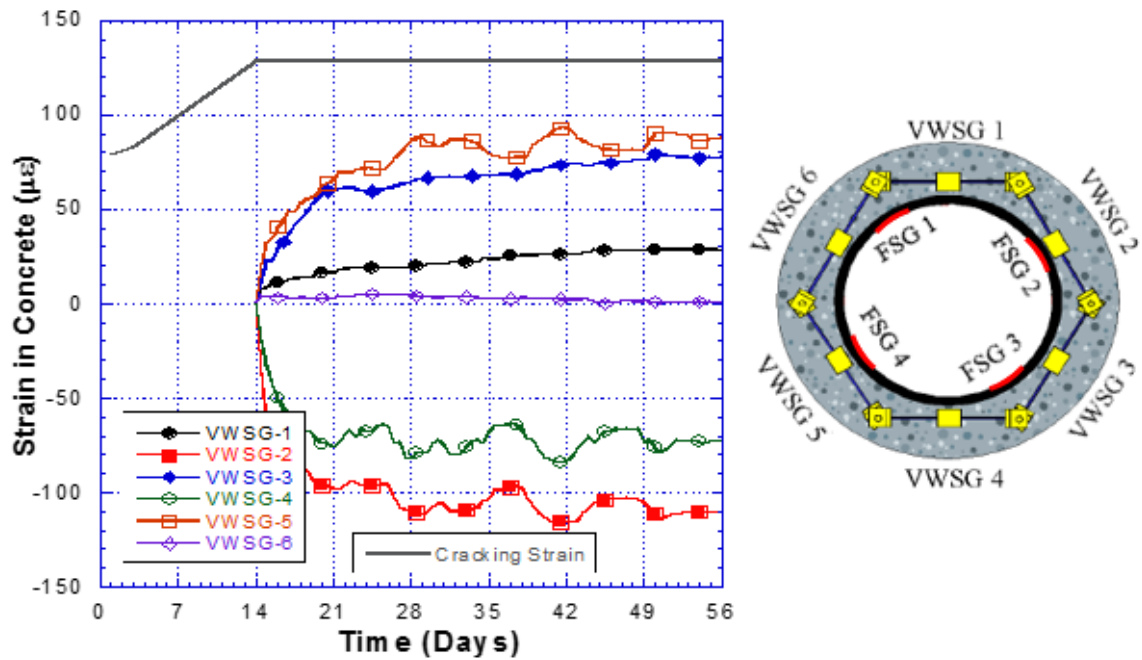 150
100
50
0
-50
-100
-150
Strain in Concrete (µε)
VWSG-1
VWSG-2
VWSG-3
VWSG-4
VWSG-5
VWSG-6
Cracking Strain
0 7 14 21 28 35 42 49 56
Time (Days)
VWSG 1
VWSG 6
VWSG 2
FSG 1
FSG 2
FSG 4
FSG 3
VWSG 5
VWSG 3
VWSG 4